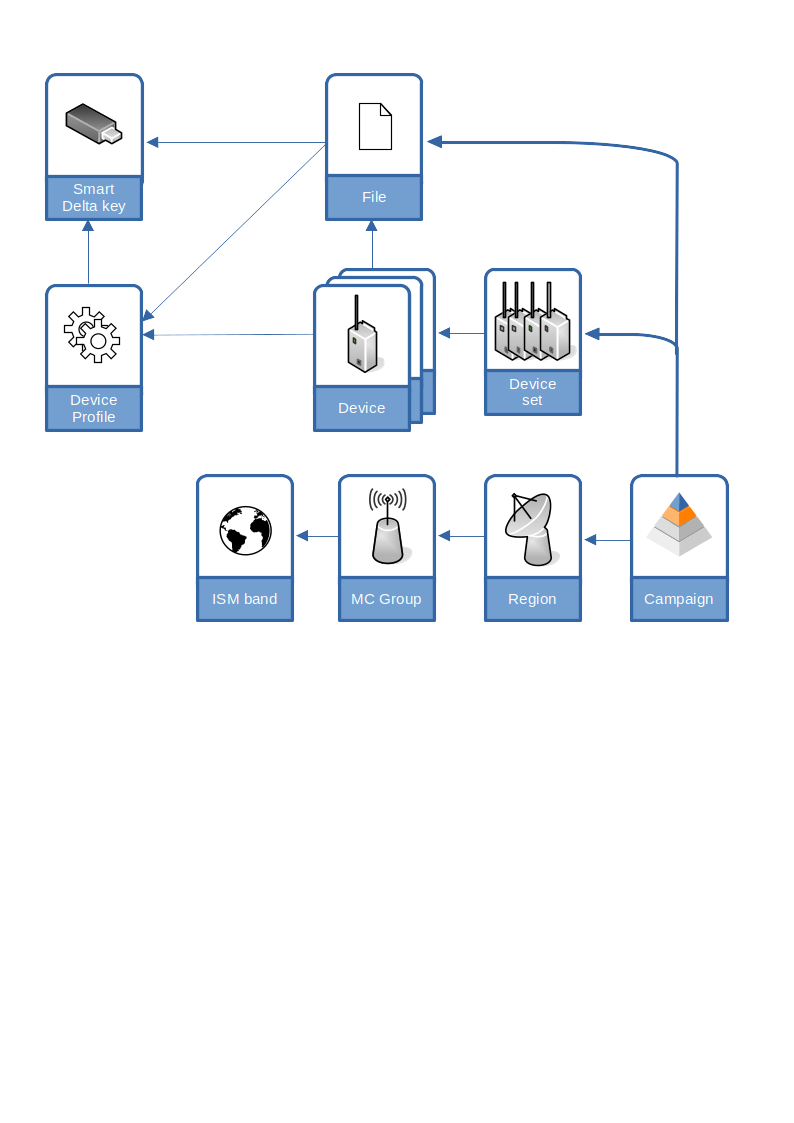 Smart
Delta key
File
Device
Profile
Device
Device
set
ISM band
MC Group
Region
Campaign